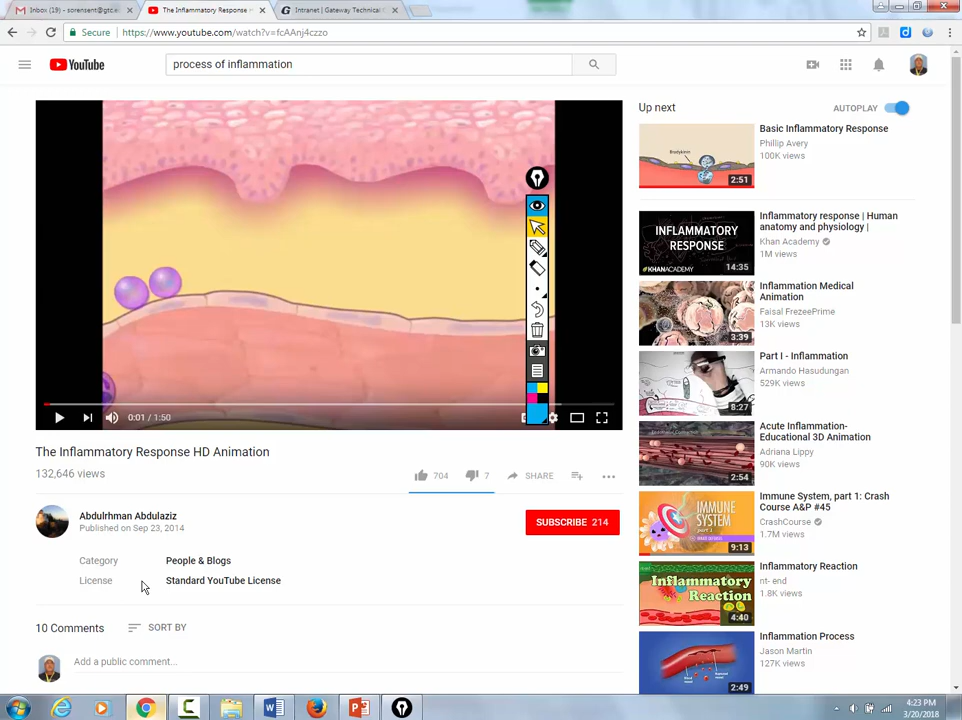 Inbox (19) - sorensent@gtc.e
The Inflammatory Response
Intranet | Gateway Technical C
Secure
https://www.youtube.com/watch?v=fcAAnj4czzo
YouTube
process of inflammation
0:01 / 1:50
The Inflammatory Response HD Animation
132,646 views
704
7
SHARE
Abdulrhman Abdulaziz
Published on Sep 23, 2014
SUBSCRIBE 214
Category People & Blogs
License Standard YouTube License
10 Comments
SORT BY
Add a public comment...
Up next
AUTOPLAY
Bradykinin
2:51
Basic Inflammatory Response
Phillip Avery
100K views
INFLAMMATORY
RESPONSE
KHANACADEMY
14:35
Inflammatory response | Human
anatomy and physiology |
Khan Academy
1M views
3:39
Inflammation Medical
Animation
Faisal FrezeePrime
13K views
8:27
Part I - Inflammation
Armando Hasudungan
529K views
2:54
Acute Inflammation-
Educational 3D Animation
Adriana Lippy
90K views
IMMUNE
SYSTEM
9:13
Immune System, part 1: Crash
Course A&P #45
CrashCourse
1.7M views
Inflammatory
Reaction
4:40
Inflammatory Reaction
nt- end
1.8K views
2:49
Inflammation Process
Jason Martin
127K views
4:23 PM
3/20/2018